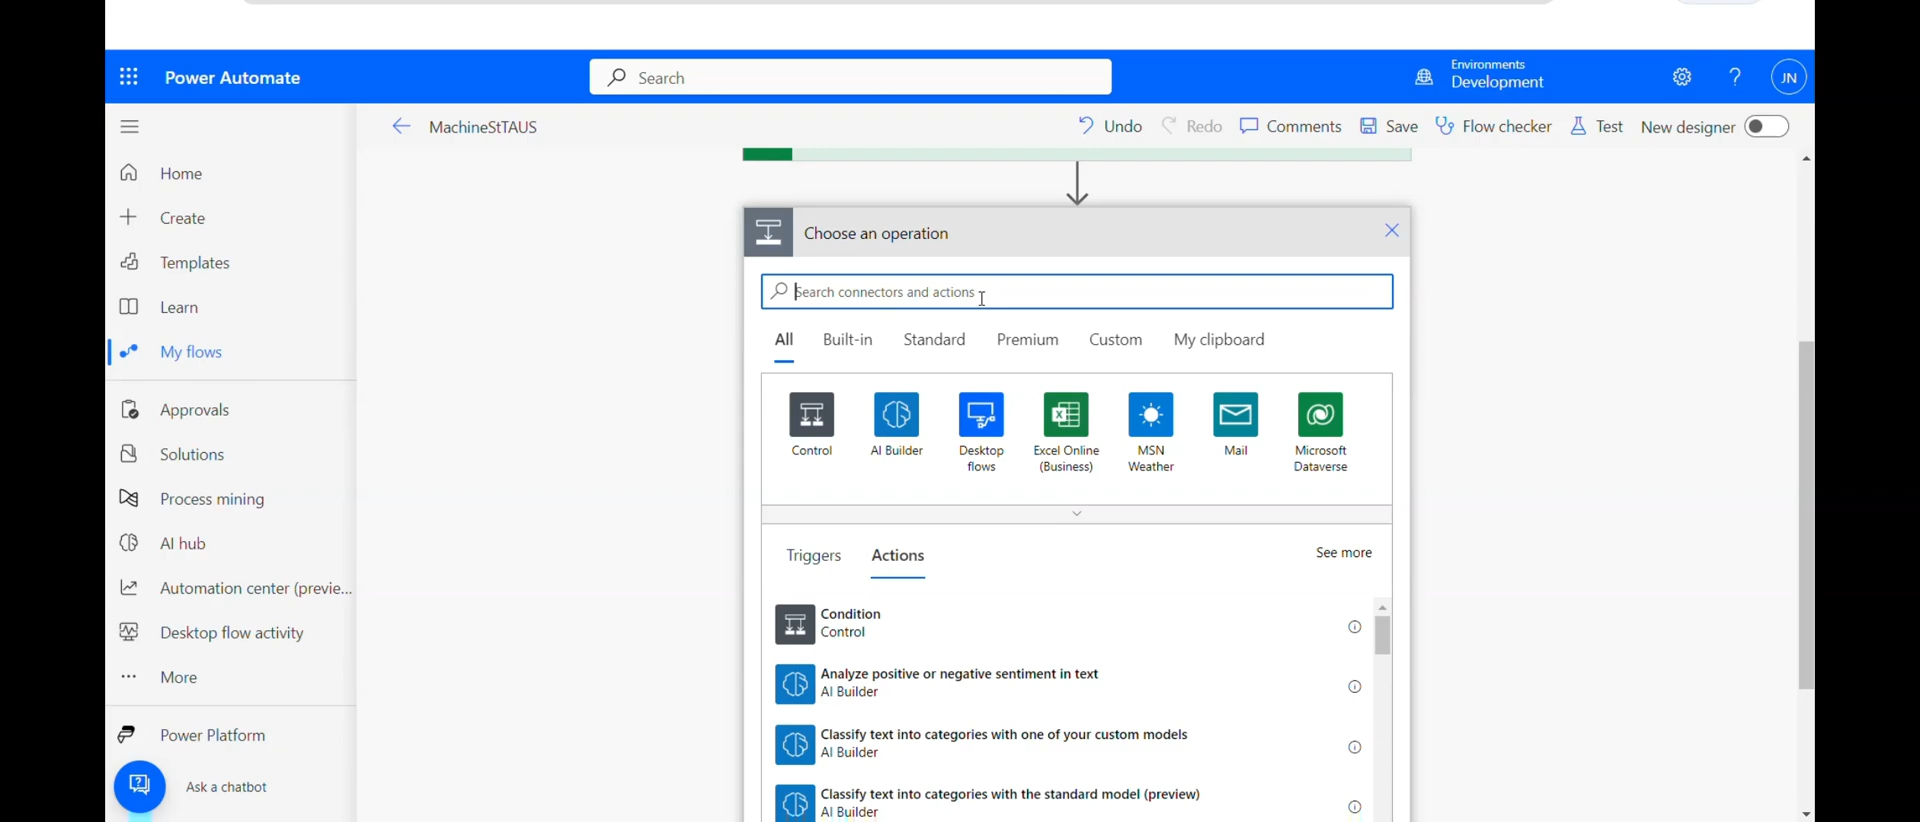 Power Automate
Search
Environments
Development
JN
MachineStTAUS
Undo
Redo
Comments
Save
Flow checker
Test
New designer
Home
Create
Templates
Learn
My flows
Approvals
Solutions
Process mining
AI hub
Automation center (previe...
Desktop flow activity
More
Power Platform
Ask a chatbot
Choose an operation
Search connectors and actions
All
Built-in
Standard
Premium
Custom
My clipboard
Control
AI Builder
Desktop
flows
Excel Online
(Business)
MSN
Weather
Mail
Microsoft
Dataverse
Triggers
Actions
See more
Condition
Control
Analyze positive or negative sentiment in text
AI Builder
Classify text into categories with one of your custom models
AI Builder
Classify text into categories with the standard model (preview)
AI Builder